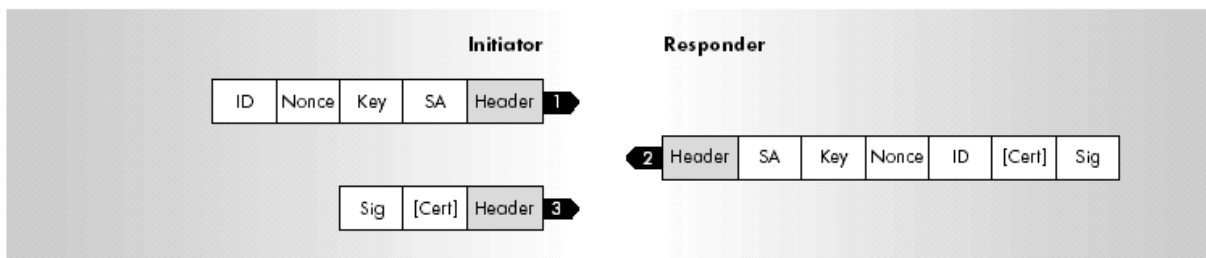 Initiator
Responder
ID Nonce Key SA Header 1
2 Header SA Key Nonce ID [Cert] Sig
Sig [Cert] Header 3